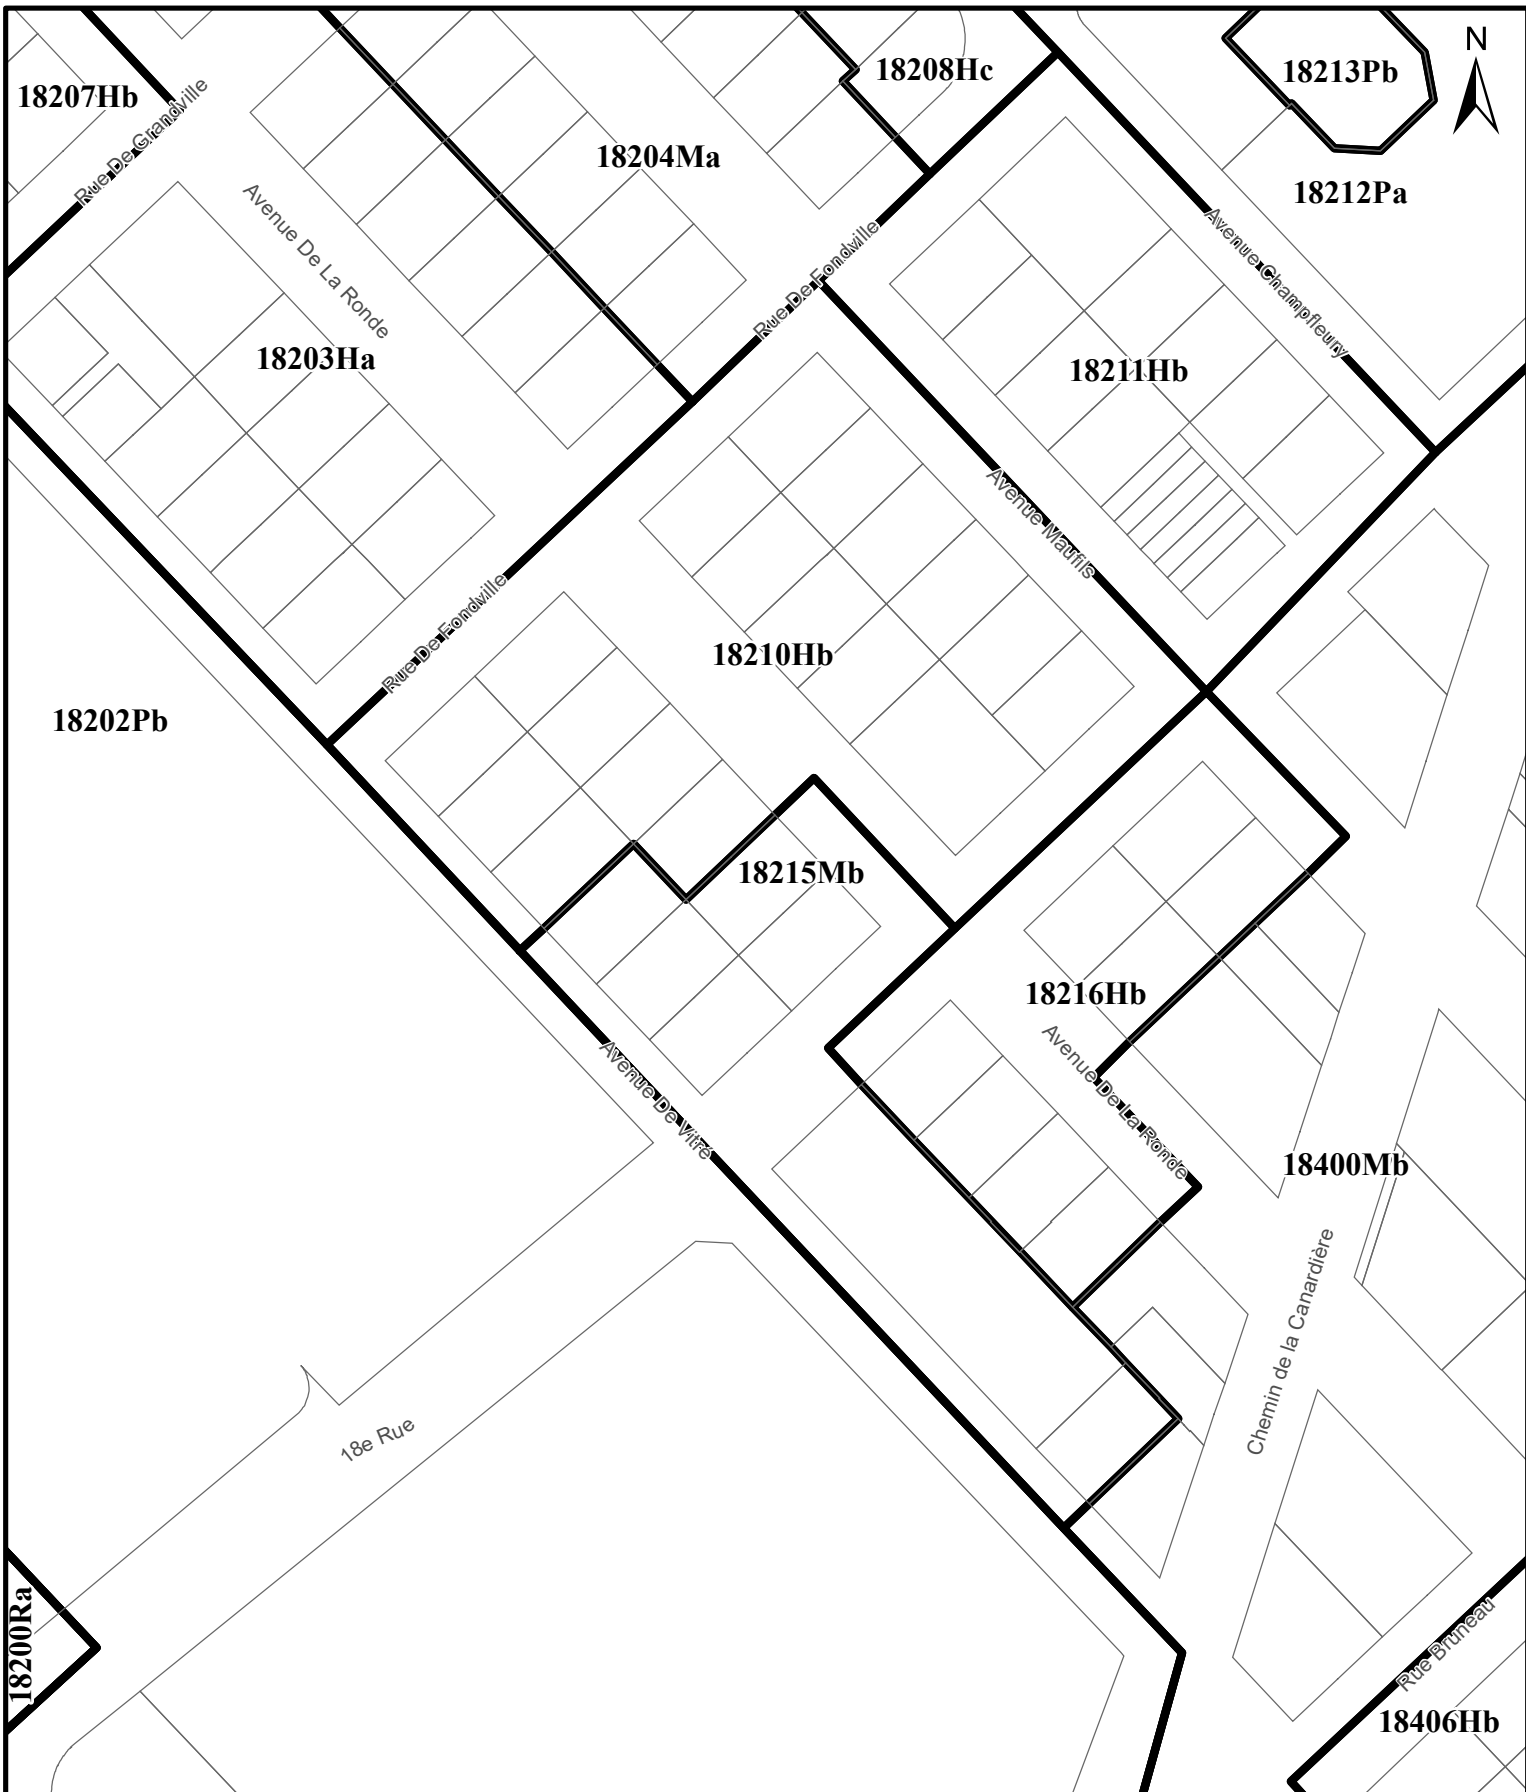 N
18208Hc
18213Pb
18207Hb
Rue De Grandville
18204Ma
18212Pa
Avenue De La Ronde
Rue De Fondville
Avenue Champfleury
18203Ha
18211Hb
Avenue Maufils
Rue De Fondville
18210Hb
18202Pb
18215Mb
18216Hb
Avenue De Vitré
Avenue De La Ronde
18400Mb
Chemin de la Canardière
18e Rue
18200Ra
Rue Bruneau
18406Hb